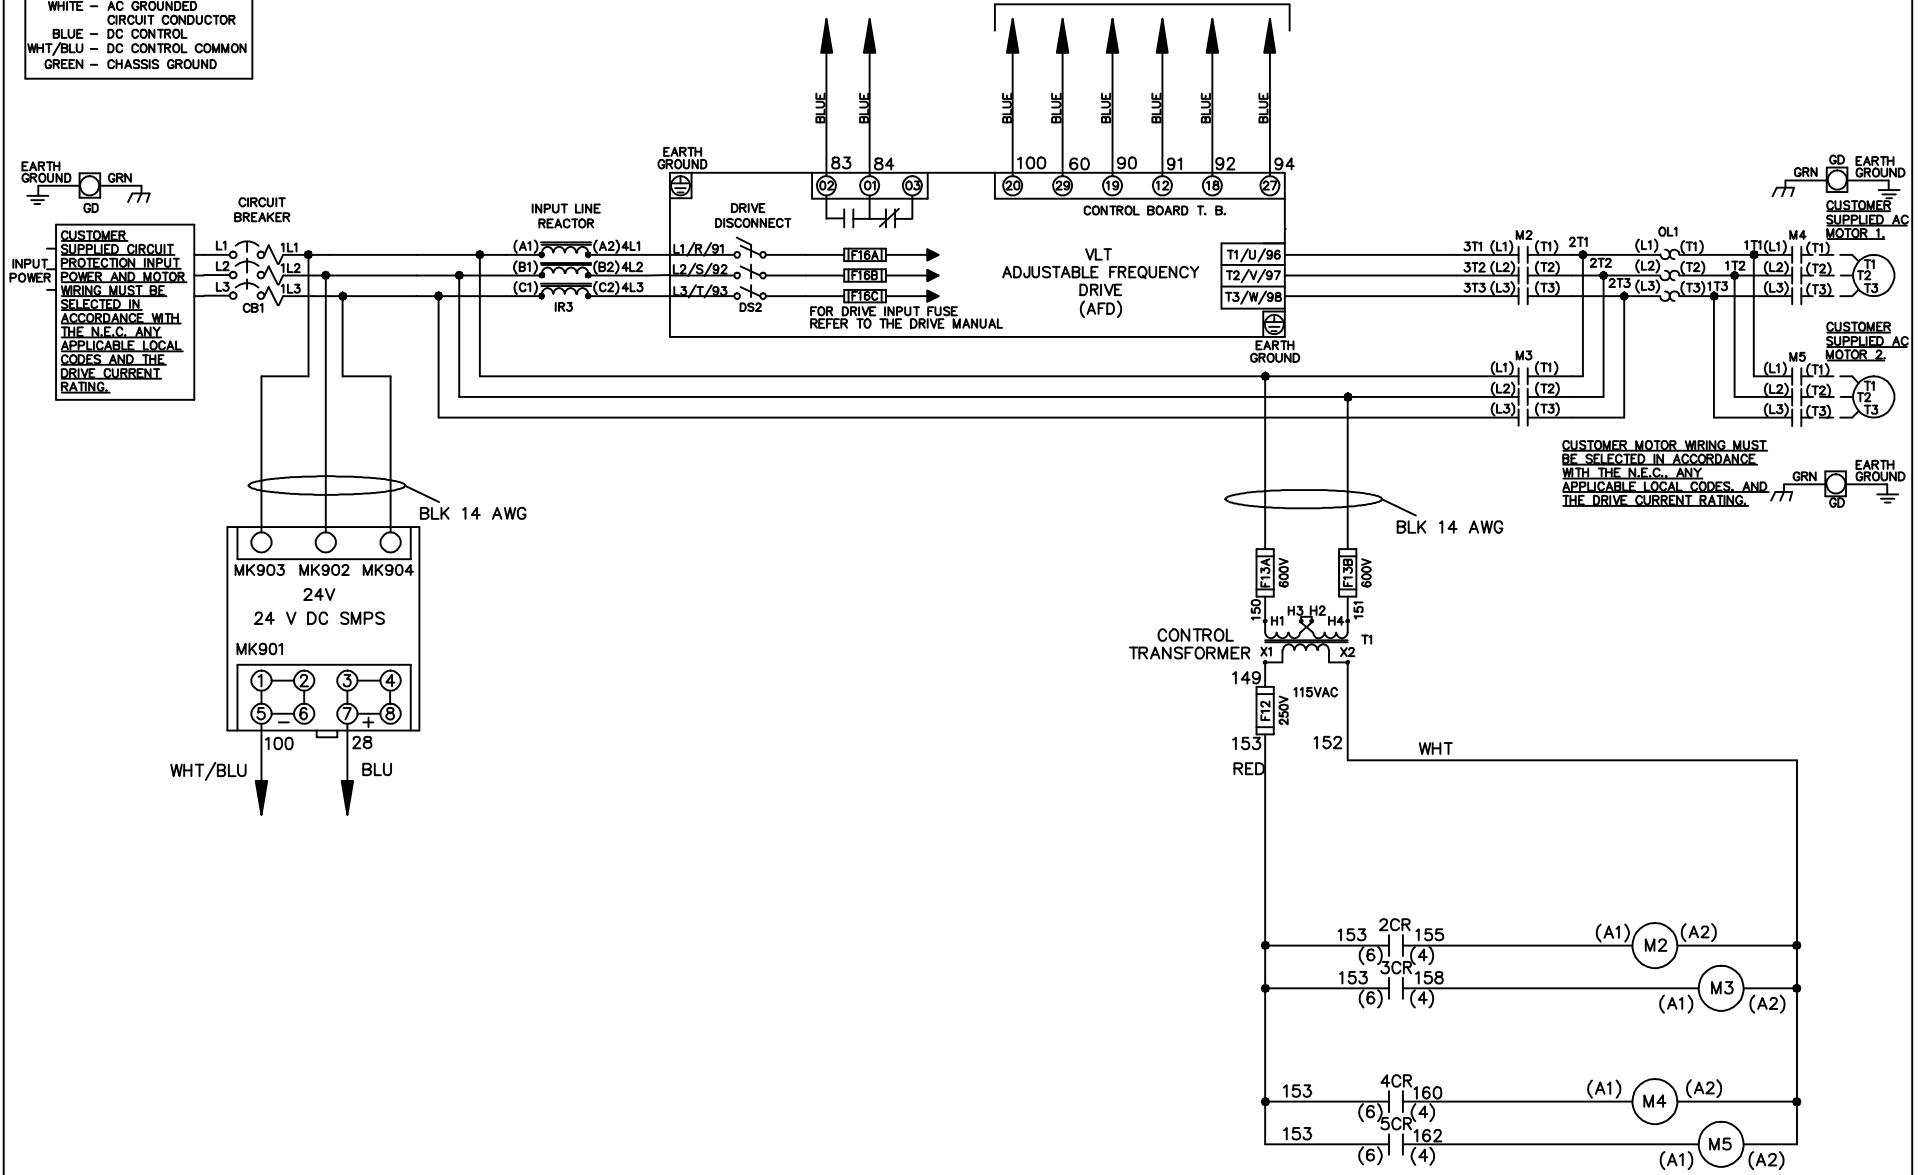 WHITE – AC GROUNDED
CIRCUIT CONDUCTOR
BLUE – DC CONTROL
WHT/BLU – DC CONTROL COMMON
GREEN – CHASSIS GROUND
BLUE BLUE BLUE BLUE BLUE BLUE BLUE BLUE
EARTH
GROUND
GRN
GD
CUSTOMER
SUPPLIED CIRCUIT
PROTECTION INPUT
POWER AND MOTOR
WIRING MUST BE
SELECTED IN
ACCORDANCE WITH
THE N.E.C. ANY
APPLICABLE LOCAL
CODES AND THE
DRIVE CURRENT
RATING.
INPUT
POWER
CIRCUIT
BREAKER
L1 1L1
L2 1L2
L3 1L3
CB1
INPUT LINE
REACTOR
(A1) (A2) 4L1
(B1) (B2) 4L2
(C1) (C2) 4L3
IR3
EARTH
GROUND
83 84 100 60 90 91 92 94
02 01 03 20 29 19 12 18 27
CONTROL BOARD T. B.
DRIVE
DISCONNECT
L1/R/91
L2/S/92
L3/T/93
DS2
F16A
F16B
F16C
FOR DRIVE INPUT FUSE
REFER TO THE DRIVE MANUAL
VLT
ADJUSTABLE FREQUENCY
DRIVE
(AFD)
T1/U/96
T2/V/97
T3/W/98
EARTH
GROUND
M2
3T1 (L1) (T1) 2T1
3T2 (L2) (T2) 2T2
3T3 (L3) (T3) 2T3
OL1
(L1) (T1) 1T1
(L2) (T2) 1T2
(L3) (T3) 1T3
M4
(L1) (T1)
(L2) (T2)
(L3) (T3)
T1
T2
T3
GD
GRN
EARTH
GROUND
CUSTOMER
SUPPLIED AC
MOTOR 1.
CUSTOMER
SUPPLIED AC
MOTOR 2.
M3
(L1) (T1)
(L2) (T2)
(L3) (T3)
M5
(L1) (T1)
(L2) (T2)
(L3) (T3)
T1
T2
T3
CUSTOMER MOTOR WIRING MUST
BE SELECTED IN ACCORDANCE
WITH THE N.E.C., ANY
APPLICABLE LOCAL CODES, AND
THE DRIVE CURRENT RATING.
GRN
GD
EARTH
GROUND
BLK 14 AWG
MK903 MK902 MK904
24V
24 V DC SMPS
MK901
1 2 3 4
5 – 6 7 + 8
100 28
WHT/BLU BLU
BLK 14 AWG
F13A 600V F13B 600V
150 151
H1 H3 H2 H4
CONTROL
TRANSFORMER
T1
X1 X2
149
115VAC
F12 250V
153 152
RED
WHT
2CR
153 155
(6) (4)
(A1) M2 (A2)
3CR
153 158
(6) (4)
(A1) M3 (A2)
4CR
153 160
(6) (4)
(A1) M4 (A2)
5CR
153 162
(6) (4)
(A1) M5 (A2)